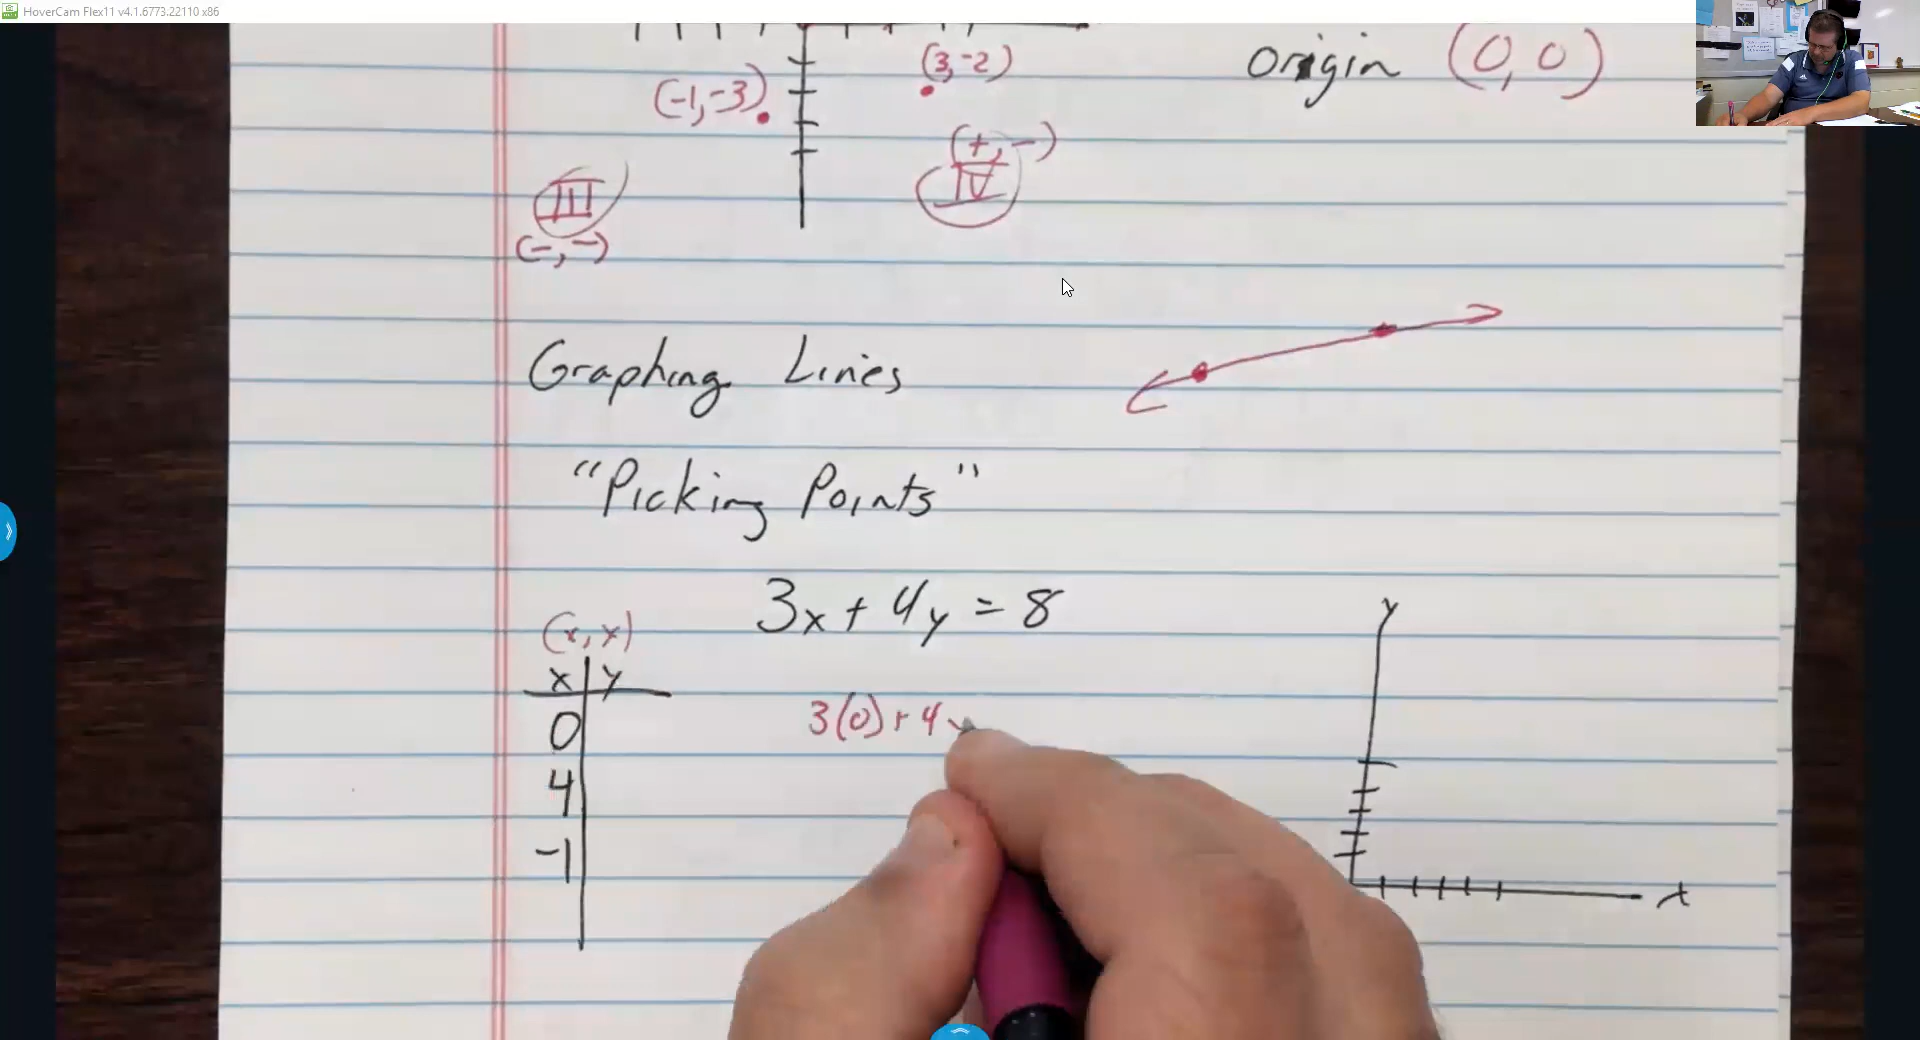 HoverCam Flex11 v4.1.6773.22110 x86
(3,-2)
origin (0,0)
(-1,-3)
(+,-)
IV
III
(-,-)
Graphing Lines
"Picking Points"
3x + 4y = 8
y
(x, x)
x y
3(0) + 4y
0
4
-1
x